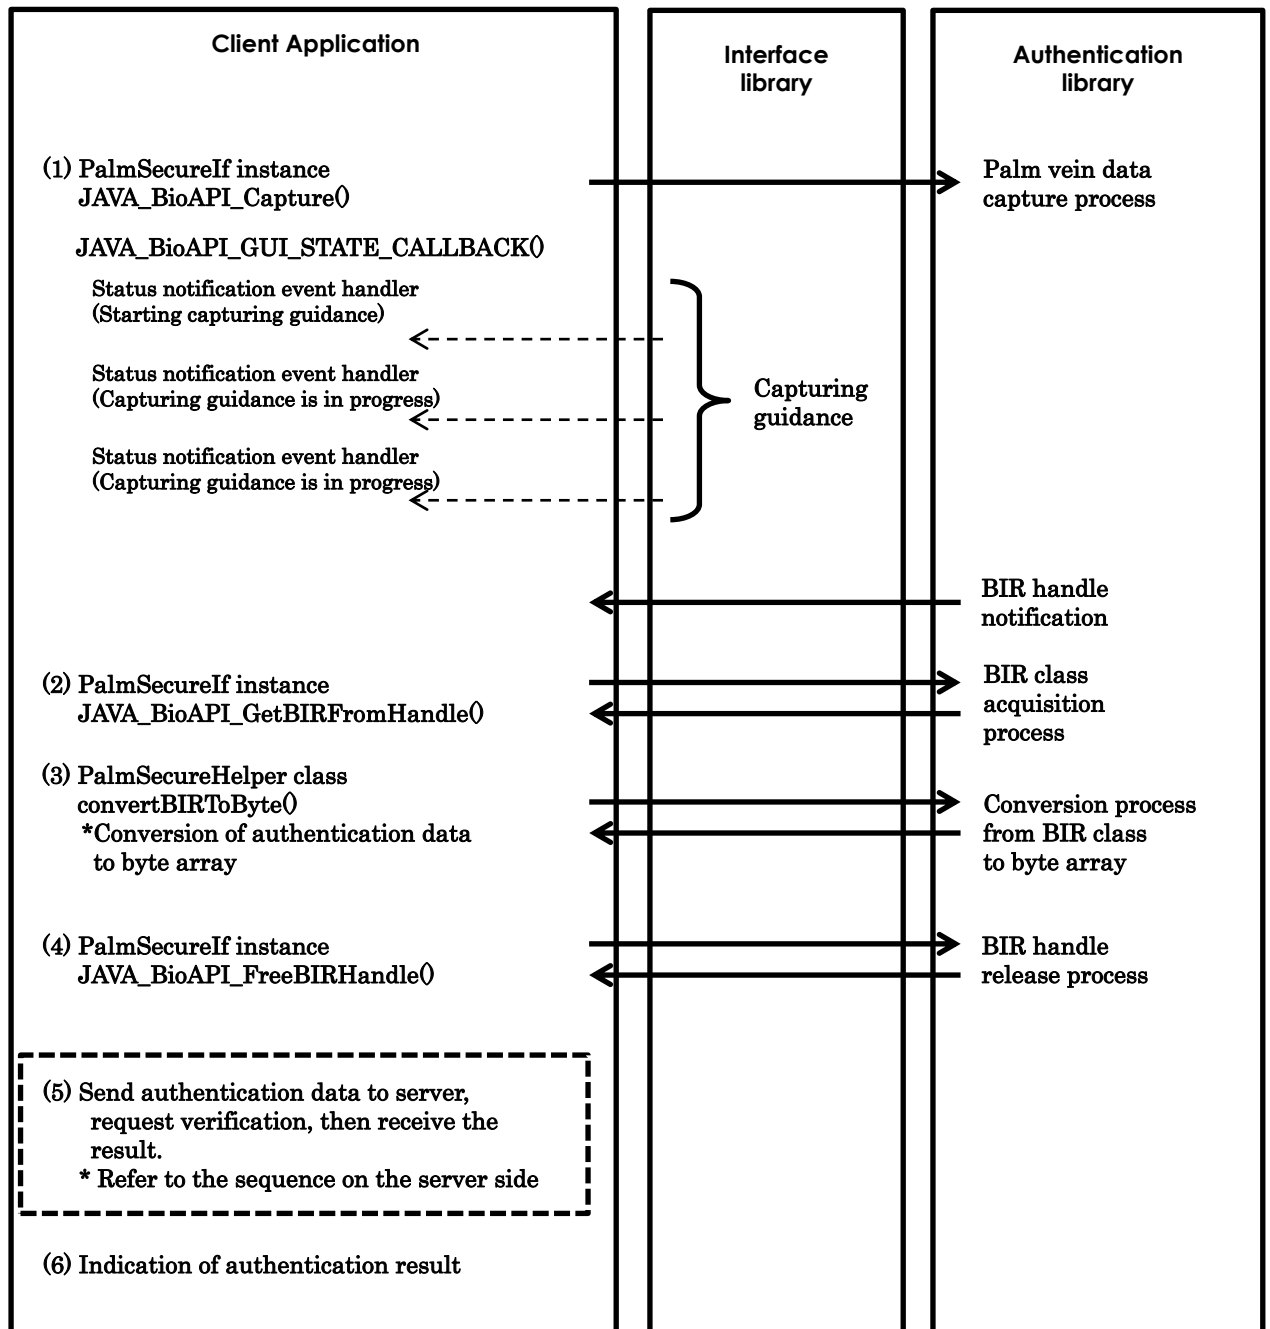 Client Application
Interface
library
Authentication
library
(1) PalmSecureIf instance
JAVA_BioAPI_Capture()
Palm vein data
capture process
JAVA_BioAPI_GUI_STATE_CALLBACK()
Status notification event handler
(Starting capturing guidance)
Status notification event handler
(Capturing guidance is in progress)
Status notification event handler
(Capturing guidance is in progress)
Capturing
guidance
BIR handle
notification
(2) PalmSecureIf instance
JAVA_BioAPI_GetBIRFromHandle()
BIR class
acquisition
process
(3) PalmSecureHelper class
convertBIRToByte()
*Conversion of authentication data
to byte array
Conversion process
from BIR class
to byte array
(4) PalmSecureIf instance
JAVA_BioAPI_FreeBIRHandle()
BIR handle
release process
(5) Send authentication data to server,
request verification, then receive the
result.
* Refer to the sequence on the server side
(6) Indication of authentication result